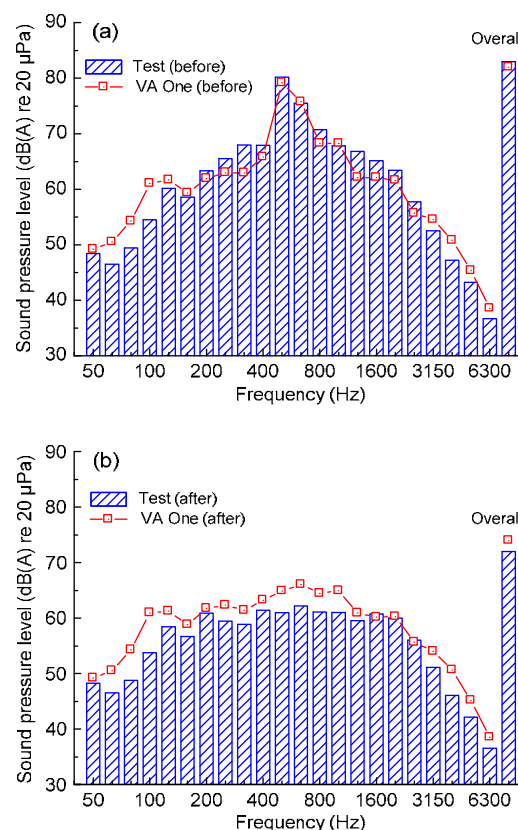 (a)
Overall
Test (before)
VA One (before)
Sound pressure level (dB(A) re 20 μPa)
90
80
70
60
50
40
30
50 100 200 400 800 1600 3150 6300
Frequency (Hz)
(b)
Overall
Test (after)
VA One (after)
Sound pressure level (dB(A) re 20 μPa)
90
80
70
60
50
40
30
50 100 200 400 800 1600 3150 6300
Frequency (Hz)